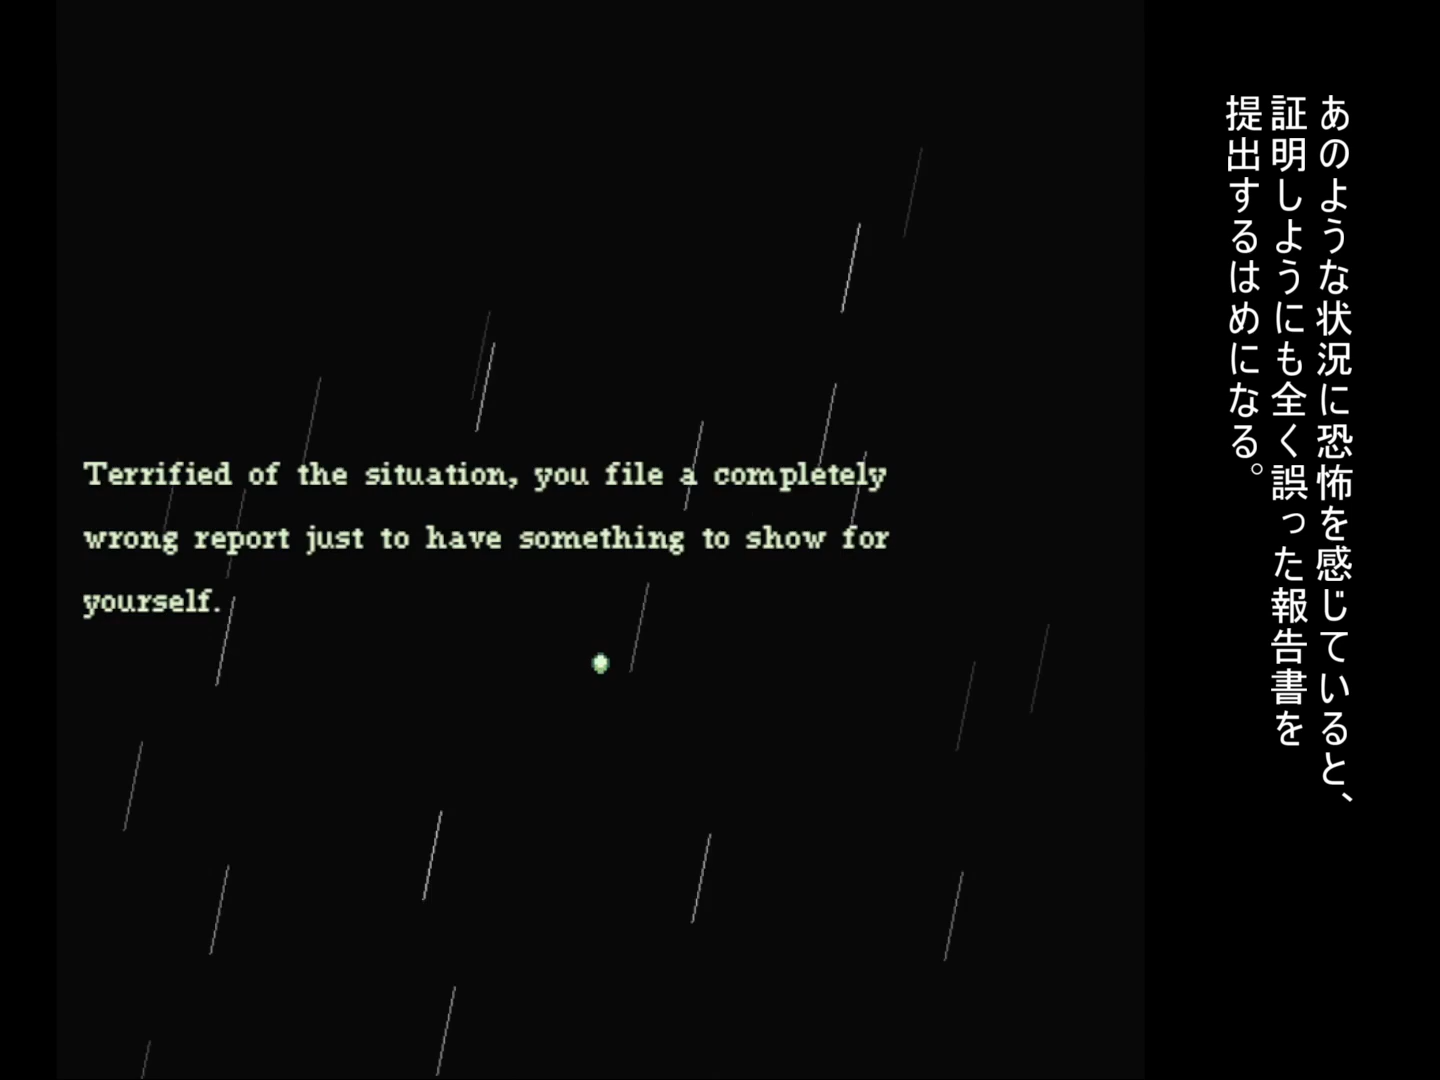 Terrified of the situation, you file a completely
wrong report just to have something to show for
yourself.
あのような状況に恐怖を感じていると、
証明しようにも全く誤った報告書を
提出するはめになる。